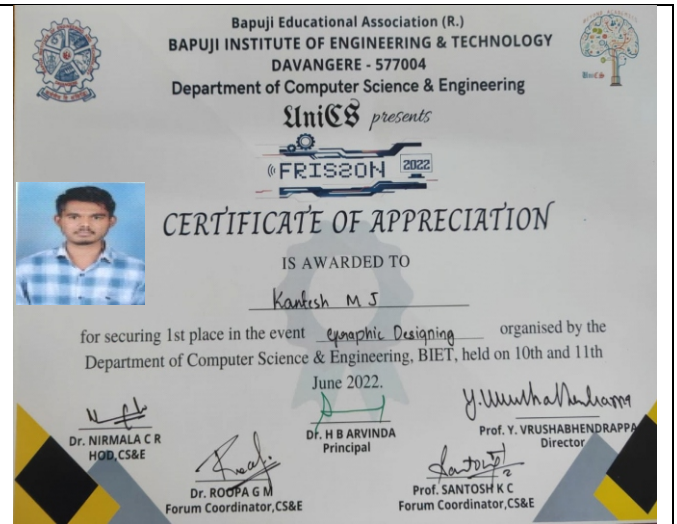 Bapuji Educational Association (R.)
BAPUJI INSTITUTE OF ENGINEERING & TECHNOLOGY
DAVANGERE - 577004
Department of Computer Science & Engineering
UniCS presents
FRISSON 2022
UniCS
CERTIFICATE OF APPRECIATION
IS AWARDED TO
Kantesh M J
for securing 1st place in the event Graphic Designing organised by the
Department of Computer Science & Engineering, BIET, held on 10th and 11th
June 2022.
Dr. NIRMALA C R
HOD,CS&E
Dr. ROOPA G M
Forum Coordinator,CS&E
Dr. H B ARVINDA
Principal
Prof. SANTOSH K C
Forum Coordinator,CS&E
Prof. Y. VRUSHABHENDRAPPA
Director